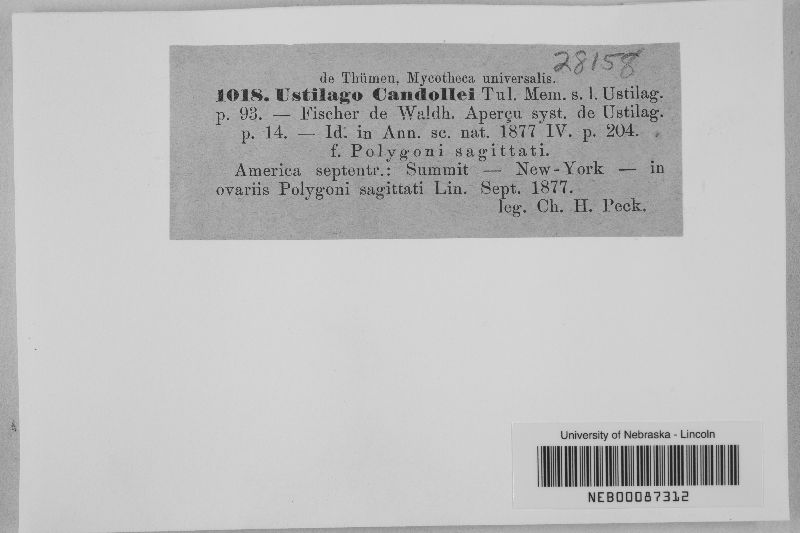 28158
de Thümen, Mycotheca universalis.
1018. Ustilago Candollei Tul. Mem. s. l. Ustilag.
p. 93. — Fischer de Waldh. Aperçu syst. de Ustilag.
p. 14. — Id. in Ann. sc. nat. 1877 IV. p. 204.
f. Polygoni sagittati.
America septentr.: Summit — New-York — in
ovariis Polygoni sagittati Lin. Sept. 1877.
leg. Ch. H. Peck.
University of Nebraska - Lincoln
NEB00087312